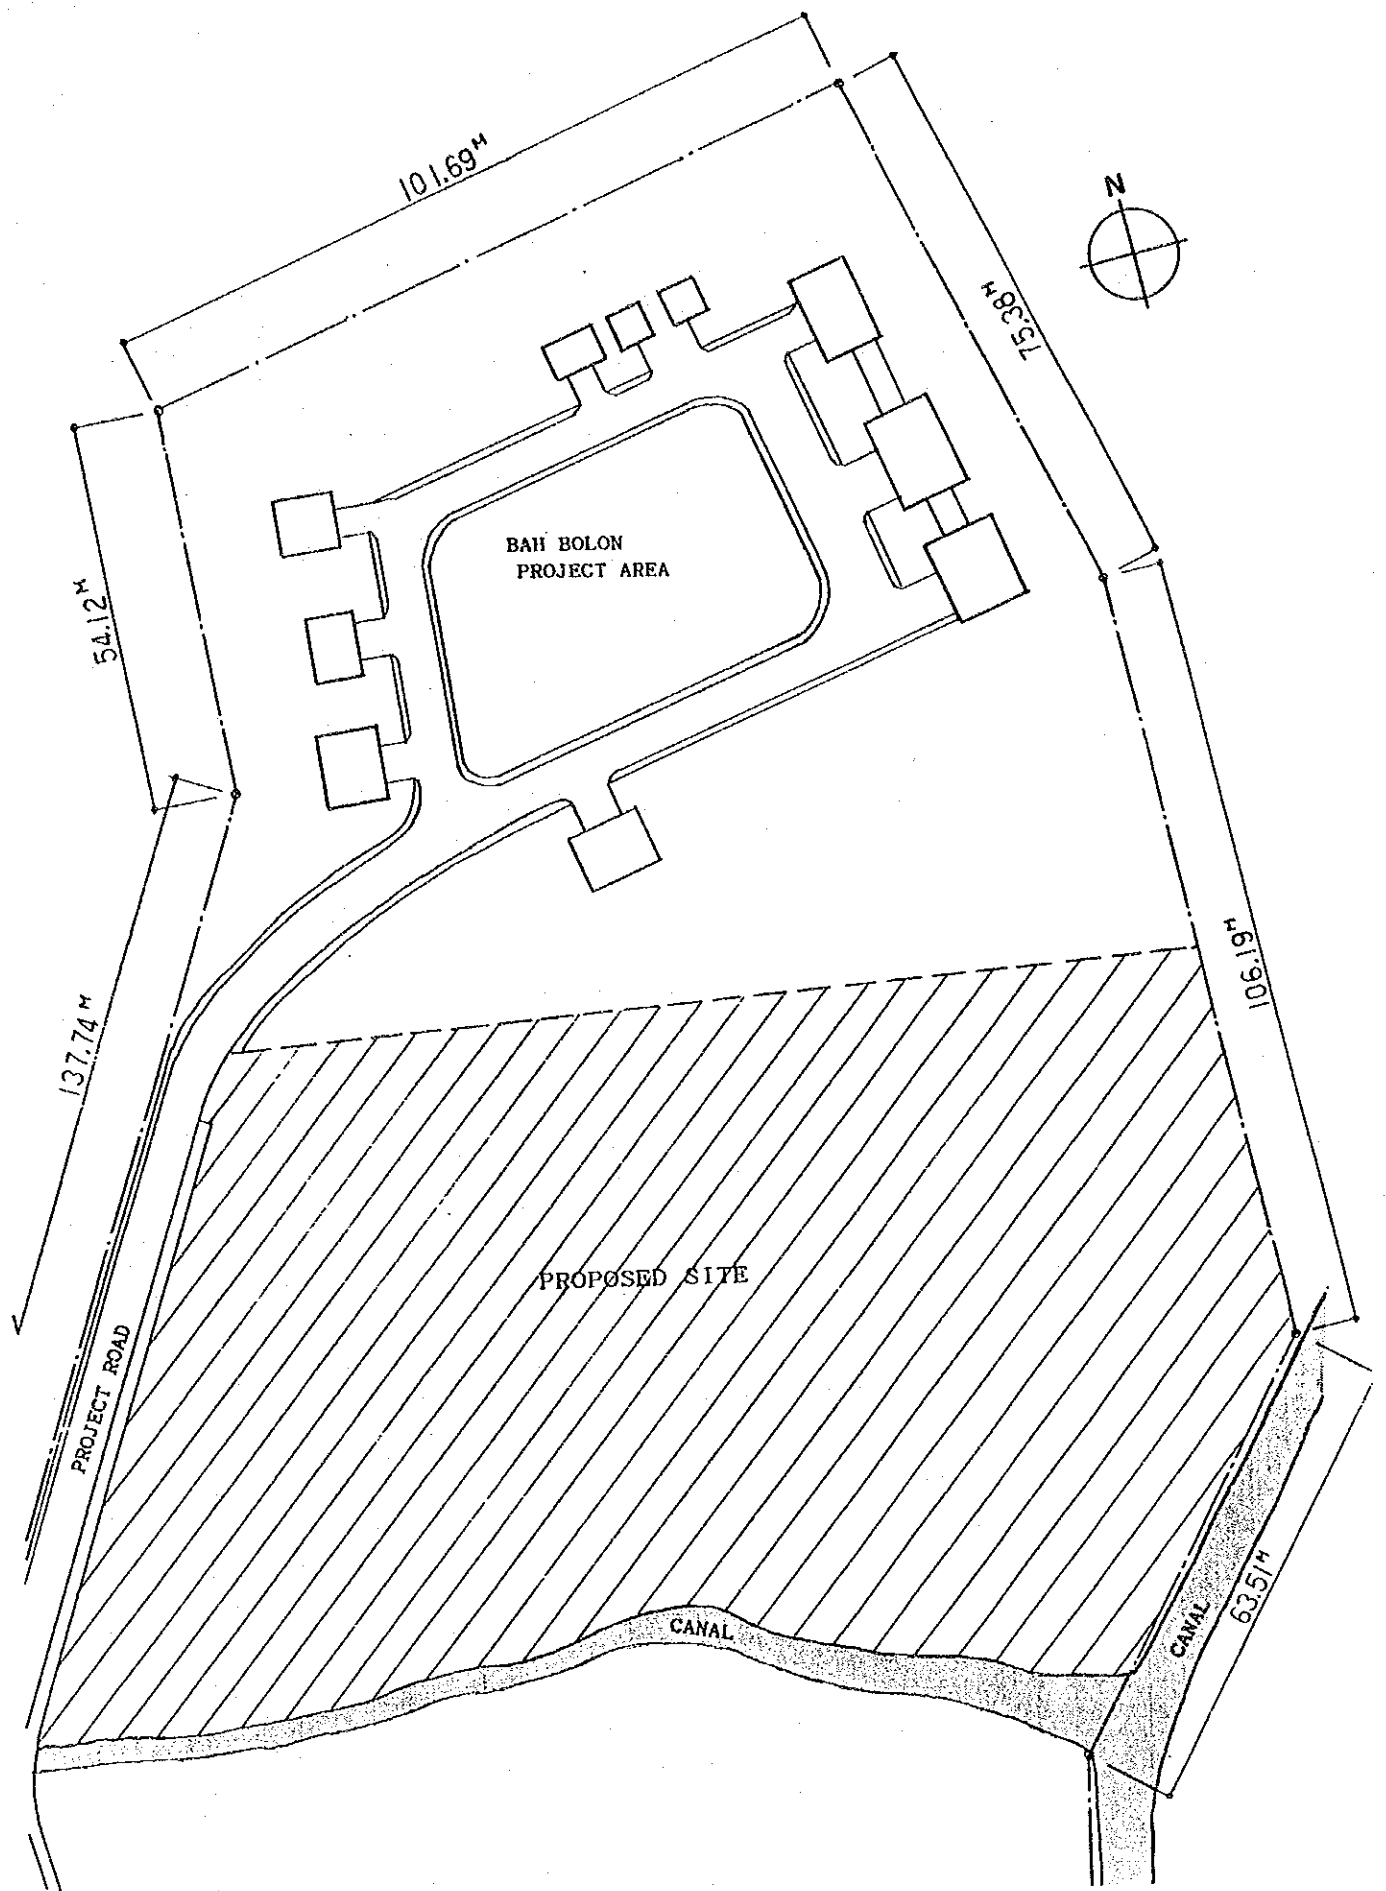 101.69M
N
75.38M
BAH BOLON
PROJECT AREA
54.12M
106.19M
137.74M
PROPOSED SITE
PROJECT ROAD
CANAL
CANAL
63.51M